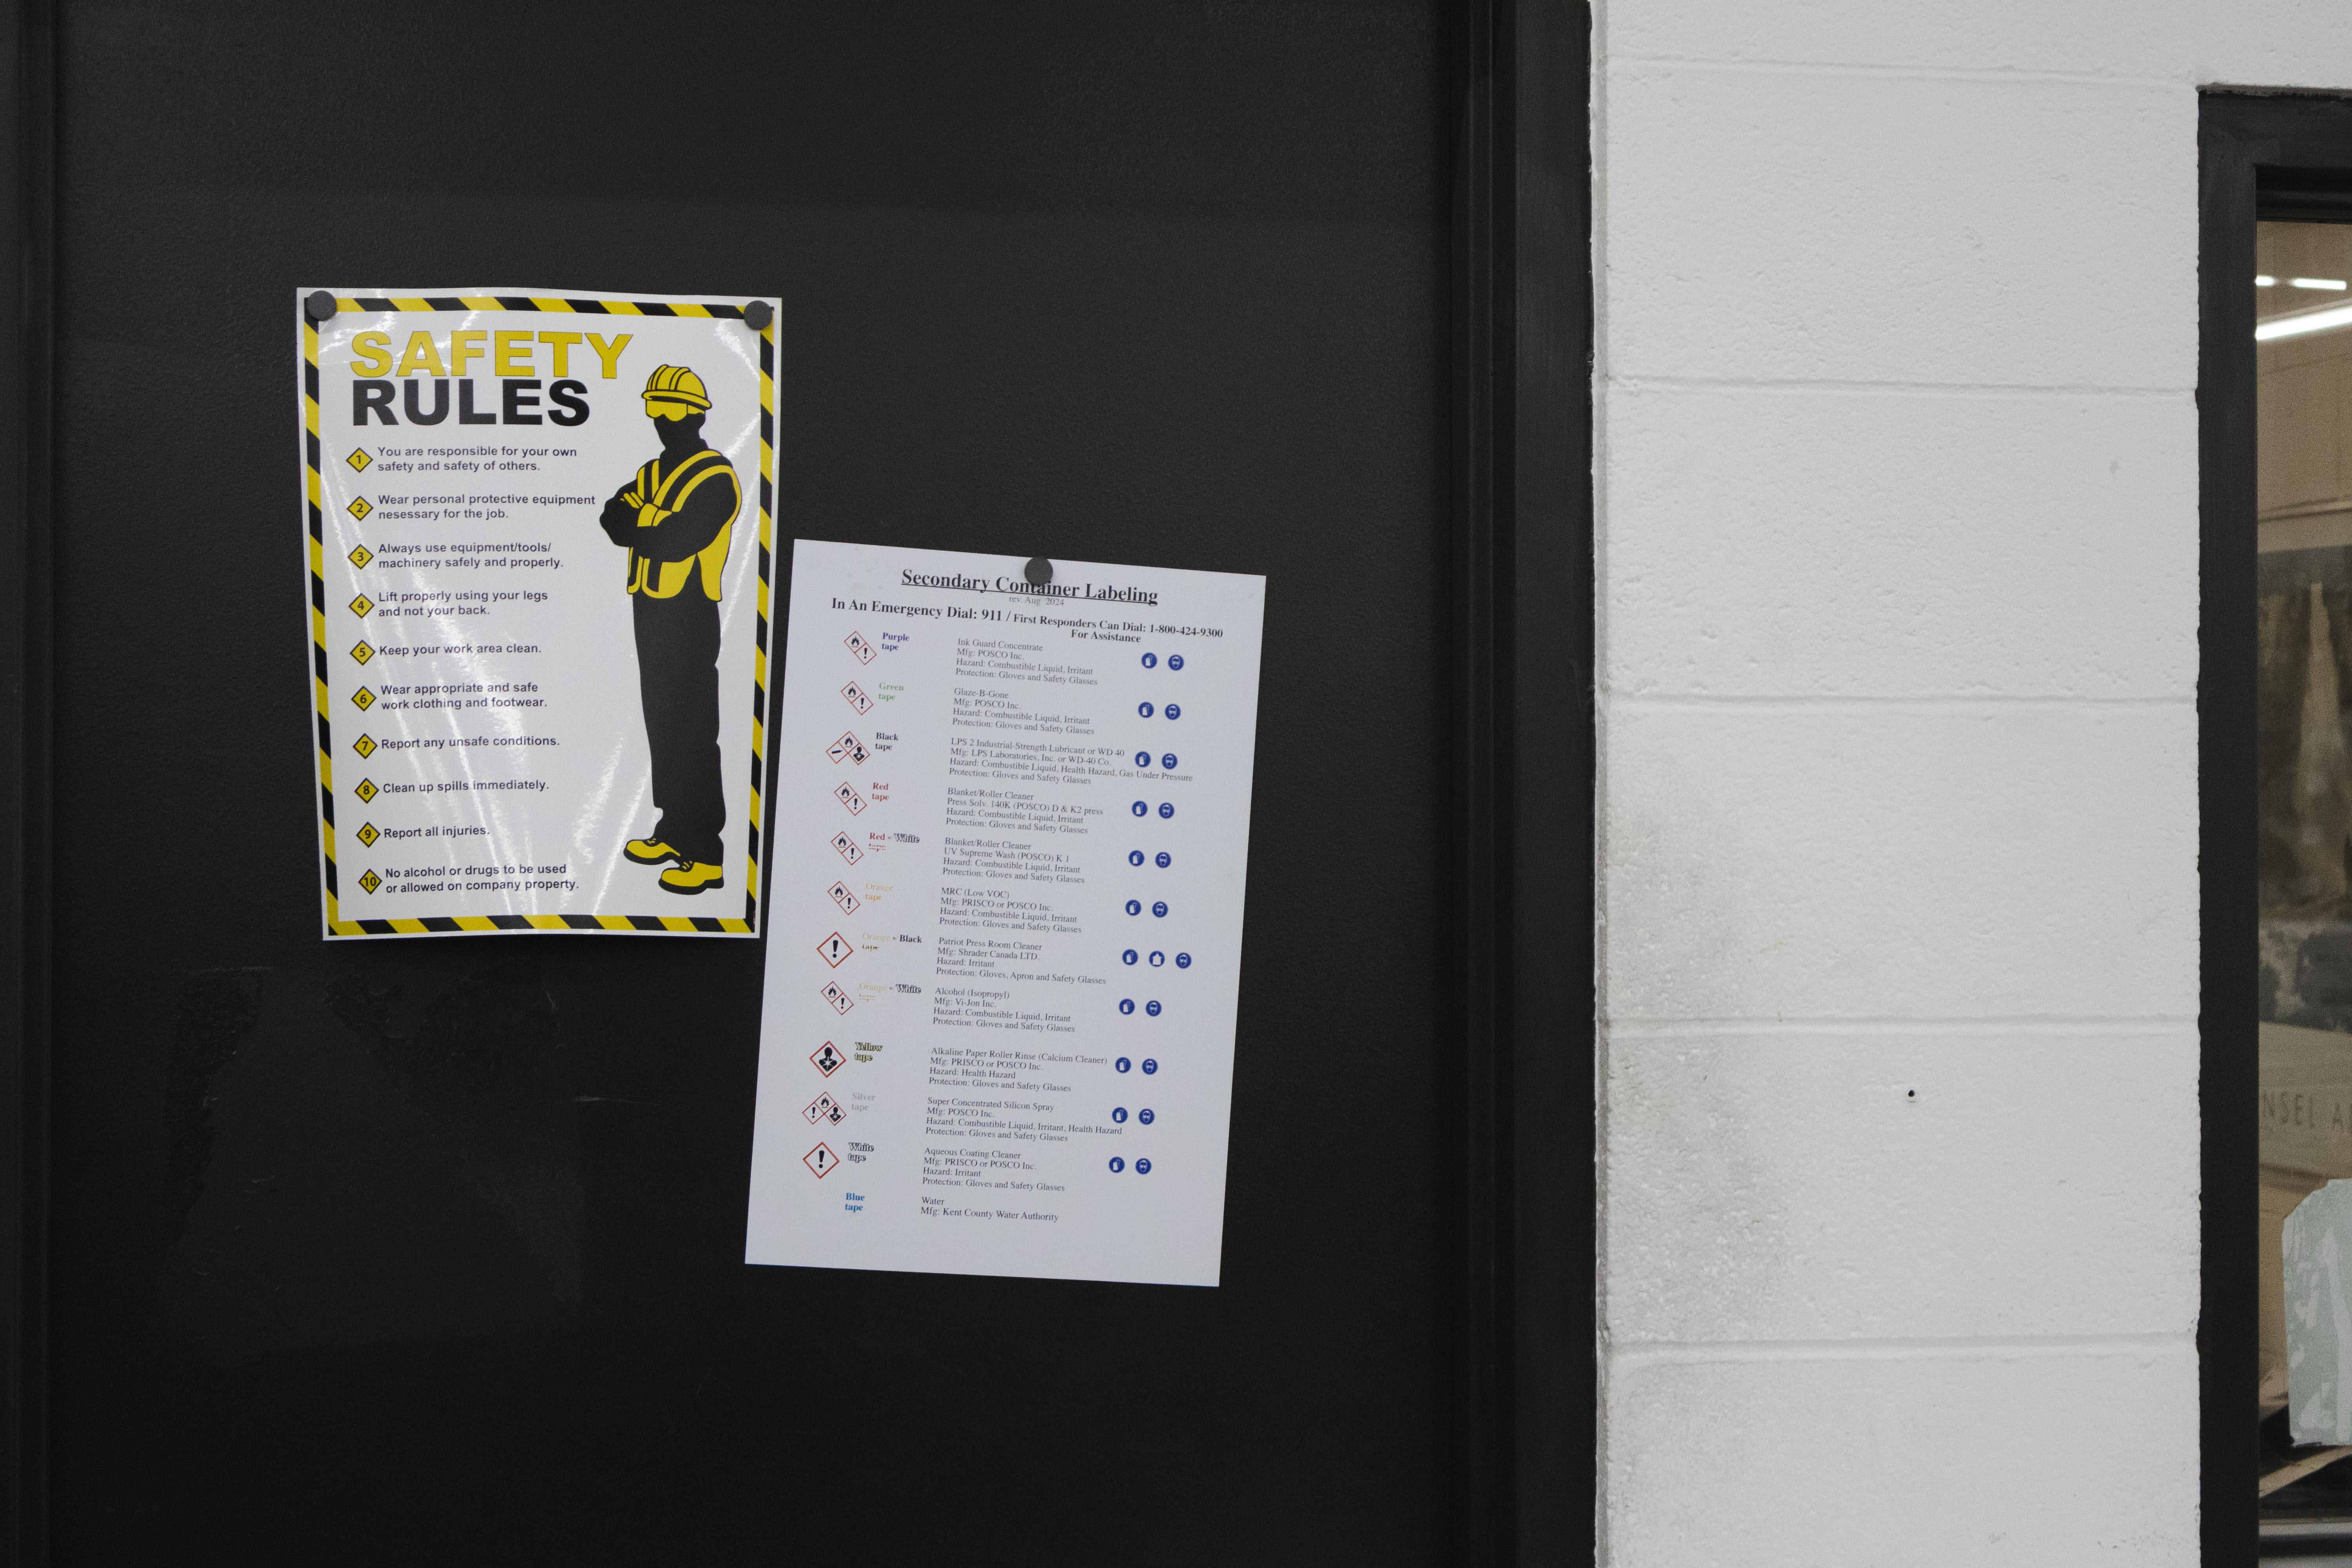 SAFETY
RULES
1 You are responsible for your own
safety and safety of others.
2 Wear personal protective equipment
nesessary for the job.
3 Always use equipment/tools/
machinery safely and properly.
4 Lift properly using your legs
and not your back.
5 Keep your work area clean.
6 Wear appropriate and safe
work clothing and footwear.
7 Report any unsafe conditions.
8 Clean up spills immediately.
9 Report all injuries.
10 No alcohol or drugs to be used
or allowed on company property.
Secondary Container Labeling
rev. Aug 2024
In An Emergency Dial: 911 / First Responders Can Dial: 1-800-424-9300
For Assistance
Purple
tape
Ink Guard Concentrate
Mfg: POSCO Inc.
Hazard: Combustible Liquid, Irritant
Protection: Gloves and Safety Glasses
Green
tape
Glaze-B-Gone
Mfg: POSCO Inc.
Hazard: Combustible Liquid, Irritant
Protection: Gloves and Safety Glasses
Black
tape
LPS 2 Industrial-Strength Lubricant or WD 40
Mfg: LPS Laboratories, Inc. or WD-40 Co.
Hazard: Combustible Liquid, Health Hazard, Gas Under Pressure
Protection: Gloves and Safety Glasses
Red
tape
Blanket/Roller Cleaner
Press Solv. 140K (POSCO) D & K2 press
Hazard: Combustible Liquid, Irritant
Protection: Gloves and Safety Glasses
Red + White
tape
Blanket/Roller Cleaner
UV Supreme Wash (POSCO) K 1
Hazard: Combustible Liquid, Irritant
Protection: Gloves and Safety Glasses
Orange
tape
MRC (Low VOC)
Mfg: PRISCO or POSCO Inc.
Hazard: Combustible Liquid, Irritant
Protection: Gloves and Safety Glasses
Orange + Black
tape
Patriot Press Room Cleaner
Mfg: Shrader Canada LTD.
Hazard: Irritant
Protection: Gloves, Apron and Safety Glasses
Orange + White
tape
Alcohol (Isopropyl)
Mfg: Vi-Jon Inc.
Hazard: Combustible Liquid, Irritant
Protection: Gloves and Safety Glasses
Yellow
tape
Alkaline Paper Roller Rinse (Calcium Cleaner)
Mfg: PRISCO or POSCO Inc.
Hazard: Health Hazard
Protection: Gloves and Safety Glasses
Silver
tape
Super Concentrated Silicon Spray
Mfg: POSCO Inc.
Hazard: Combustible Liquid, Irritant, Health Hazard
Protection: Gloves and Safety Glasses
White
tape
Aqueous Coating Cleaner
Mfg: PRISCO or POSCO Inc.
Hazard: Irritant
Protection: Gloves and Safety Glasses
Blue
tape
Water
Mfg: Kent County Water Authority